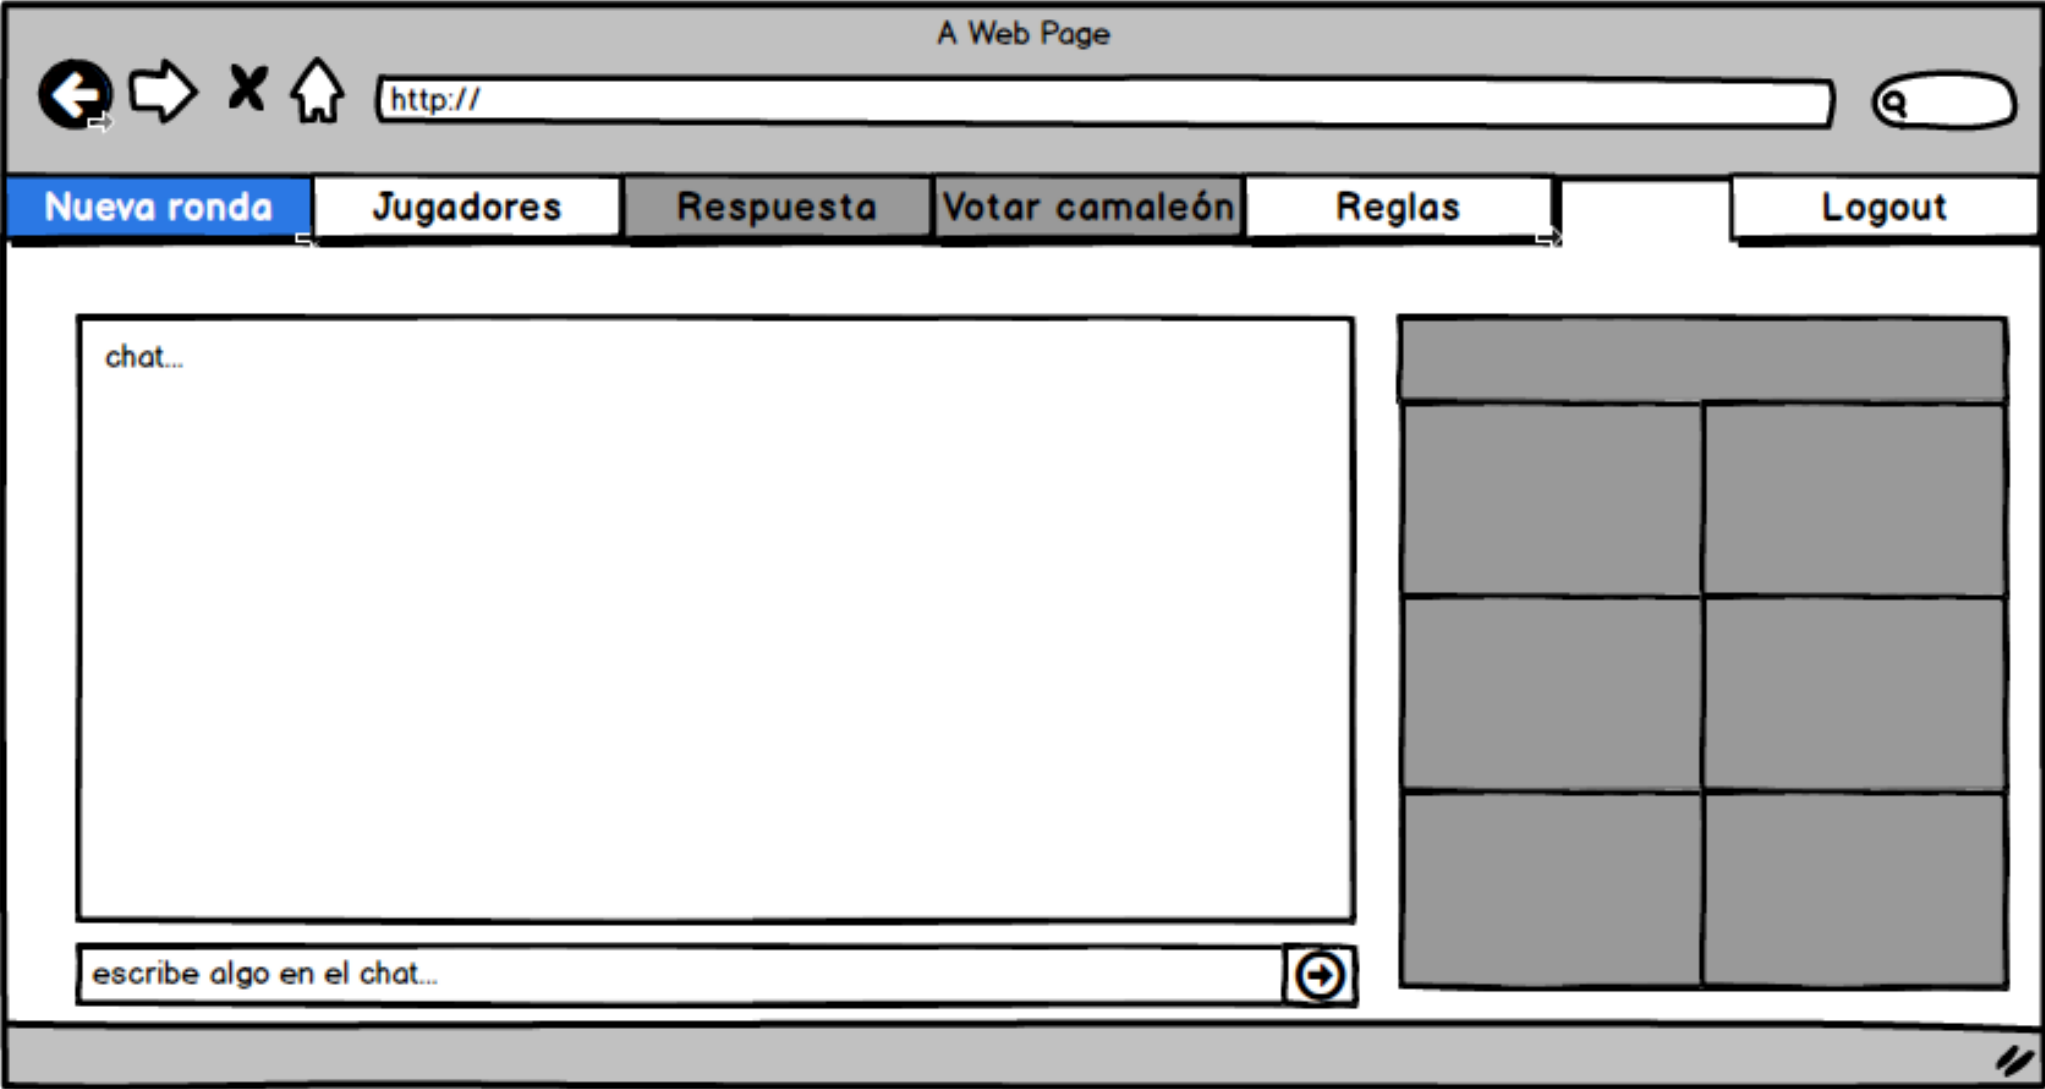 A Web Page
http://
Nueva ronda
Jugadores
Respuesta
Votar camaleón
Reglas
Logout
chat...
escribe algo en el chat...